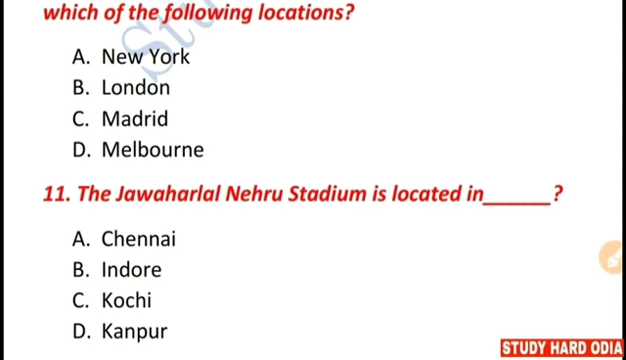 which of the following locations?
A. New York
B. London
C. Madrid
D. Melbourne
11. The Jawaharlal Nehru Stadium is located in______?
A. Chennai
B. Indore
C. Kochi
D. Kanpur
STUDY HARD ODIA